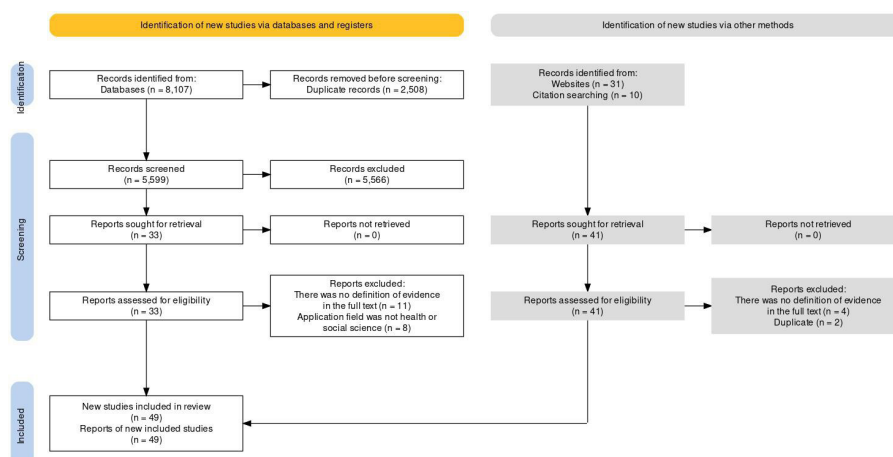 Identification of new studies via databases and registers
Identification of new studies via other methods
Identification
Records identified from:
Databases (n = 8,107)
Records removed before screening:
Duplicate records (n = 2,508)
Records identified from:
Websites (n = 31)
Citation searching (n = 10)
Screening
Records screened
(n = 5,599)
Records excluded
(n = 5,566)
Reports sought for retrieval
(n = 33)
Reports not retrieved
(n = 0)
Reports sought for retrieval
(n = 41)
Reports not retrieved
(n = 0)
Reports assessed for eligibility
(n = 33)
Reports excluded:
There was no definition of evidence
in the full text (n = 11)
Application field was not health or
social science (n = 8)
Reports assessed for eligibility
(n = 41)
Reports excluded:
There was no definition of evidence
in the full text (n = 4)
Duplicate (n = 2)
Included
New studies included in review
(n = 49)
Reports of new included studies
(n = 49)